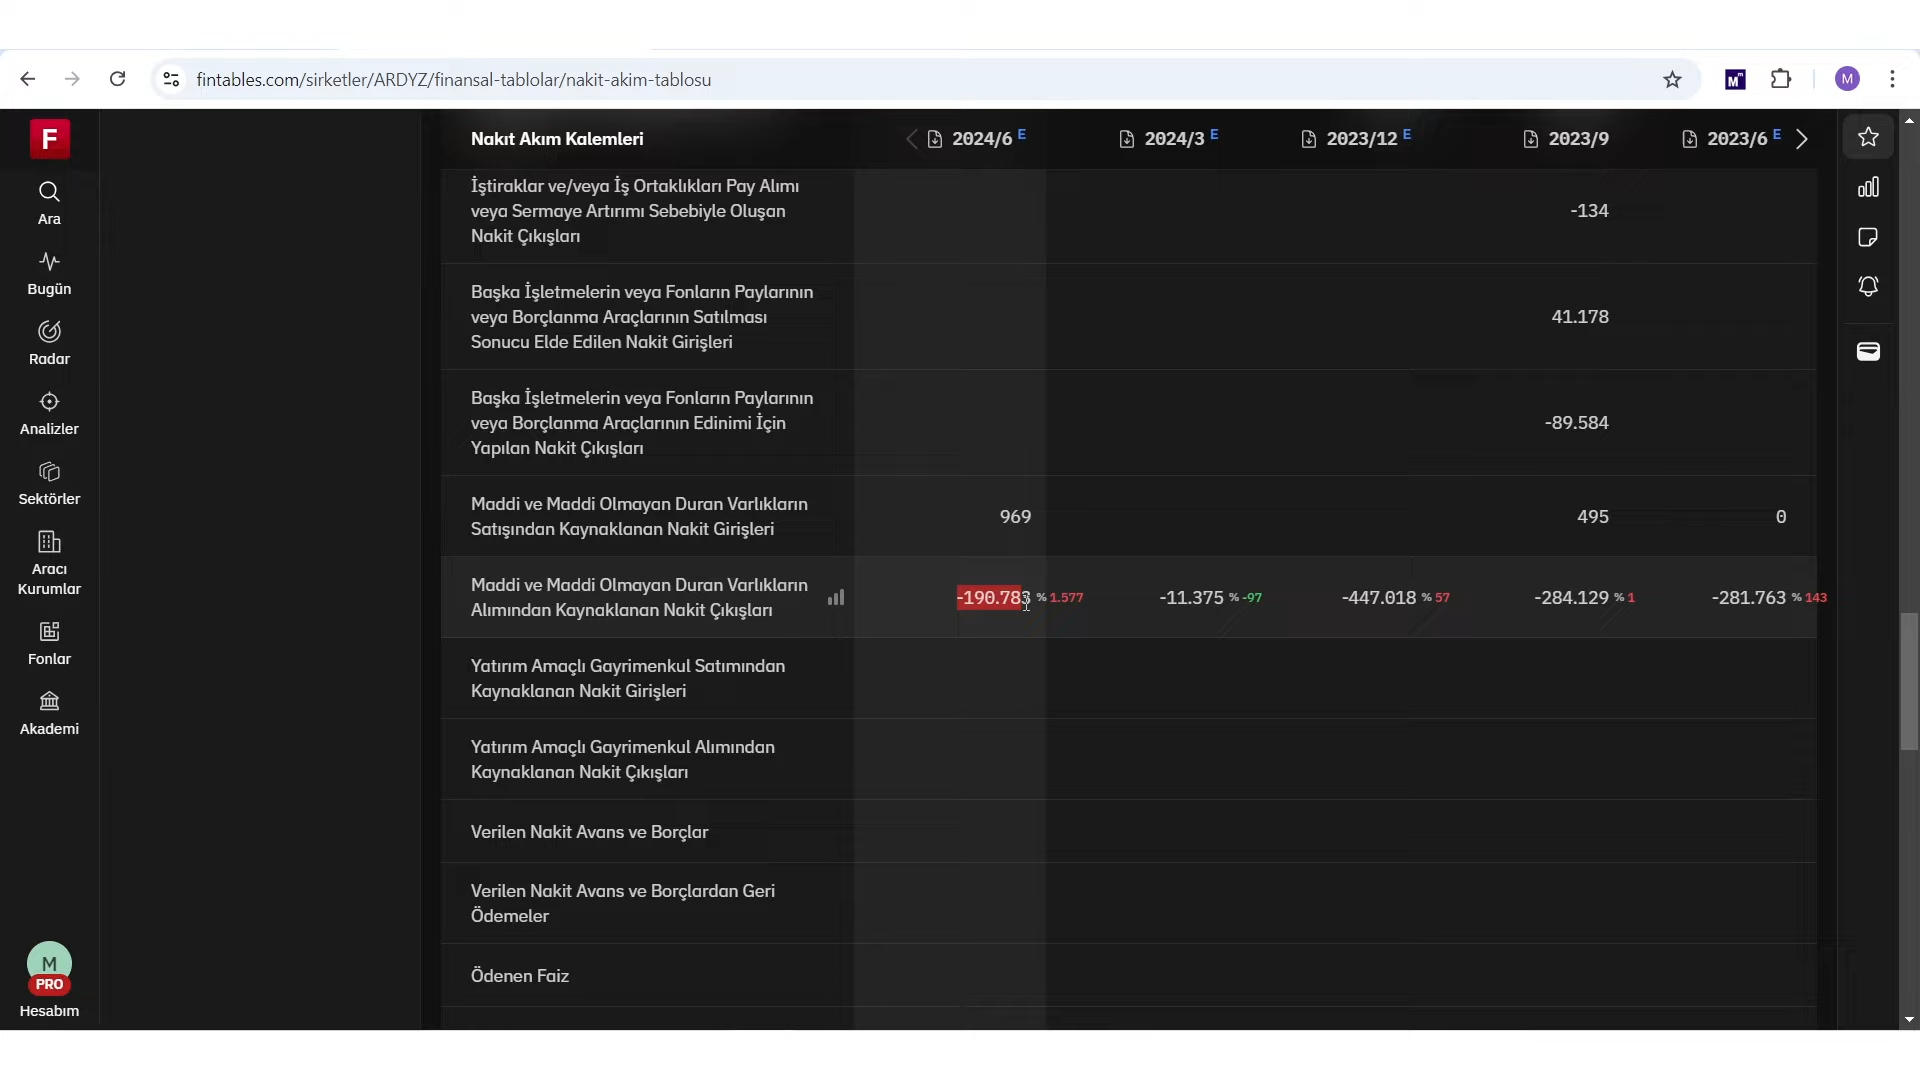 fintables.com/sirketler/ARDYZ/finansal-tablolar/nakit-akim-tablosu
M
M
F
Ara
Bugün
Radar
Analizler
Sektörler
Aracı
Kurumlar
Fonlar
Akademi
M
PRO
Hesabım
Nakıt Akım Kalemleri 2024/6 E 2024/3 E 2023/12 E 2023/9 2023/6 E
İştiraklar ve/veya İş Ortaklıkları Pay Alımı
veya Sermaye Artırımı Sebebiyle Oluşan
Nakit Çıkışları
-134
Başka İşletmelerin veya Fonların Paylarının
veya Borçlanma Araçlarının Satılması
Sonucu Elde Edilen Nakit Girişleri
41.178
Başka İşletmelerin veya Fonların Paylarının
veya Borçlanma Araçlarının Edinimi İçin
Yapılan Nakit Çıkışları
-89.584
Maddi ve Maddi Olmayan Duran Varlıkların
Satışından Kaynaklanan Nakit Girişleri
969 495 0
Maddi ve Maddi Olmayan Duran Varlıkların
Alımından Kaynaklanan Nakit Çıkışları
-190.783 % 1.577 -11.375 % -97 -447.018 % 57 -284.129 % 1 -281.763 % 143
Yatırım Amaçlı Gayrimenkul Satımından
Kaynaklanan Nakit Girişleri
Yatırım Amaçlı Gayrimenkul Alımından
Kaynaklanan Nakit Çıkışları
Verilen Nakit Avans ve Borçlar
Verilen Nakit Avans ve Borçlardan Geri
Ödemeler
Ödenen Faiz